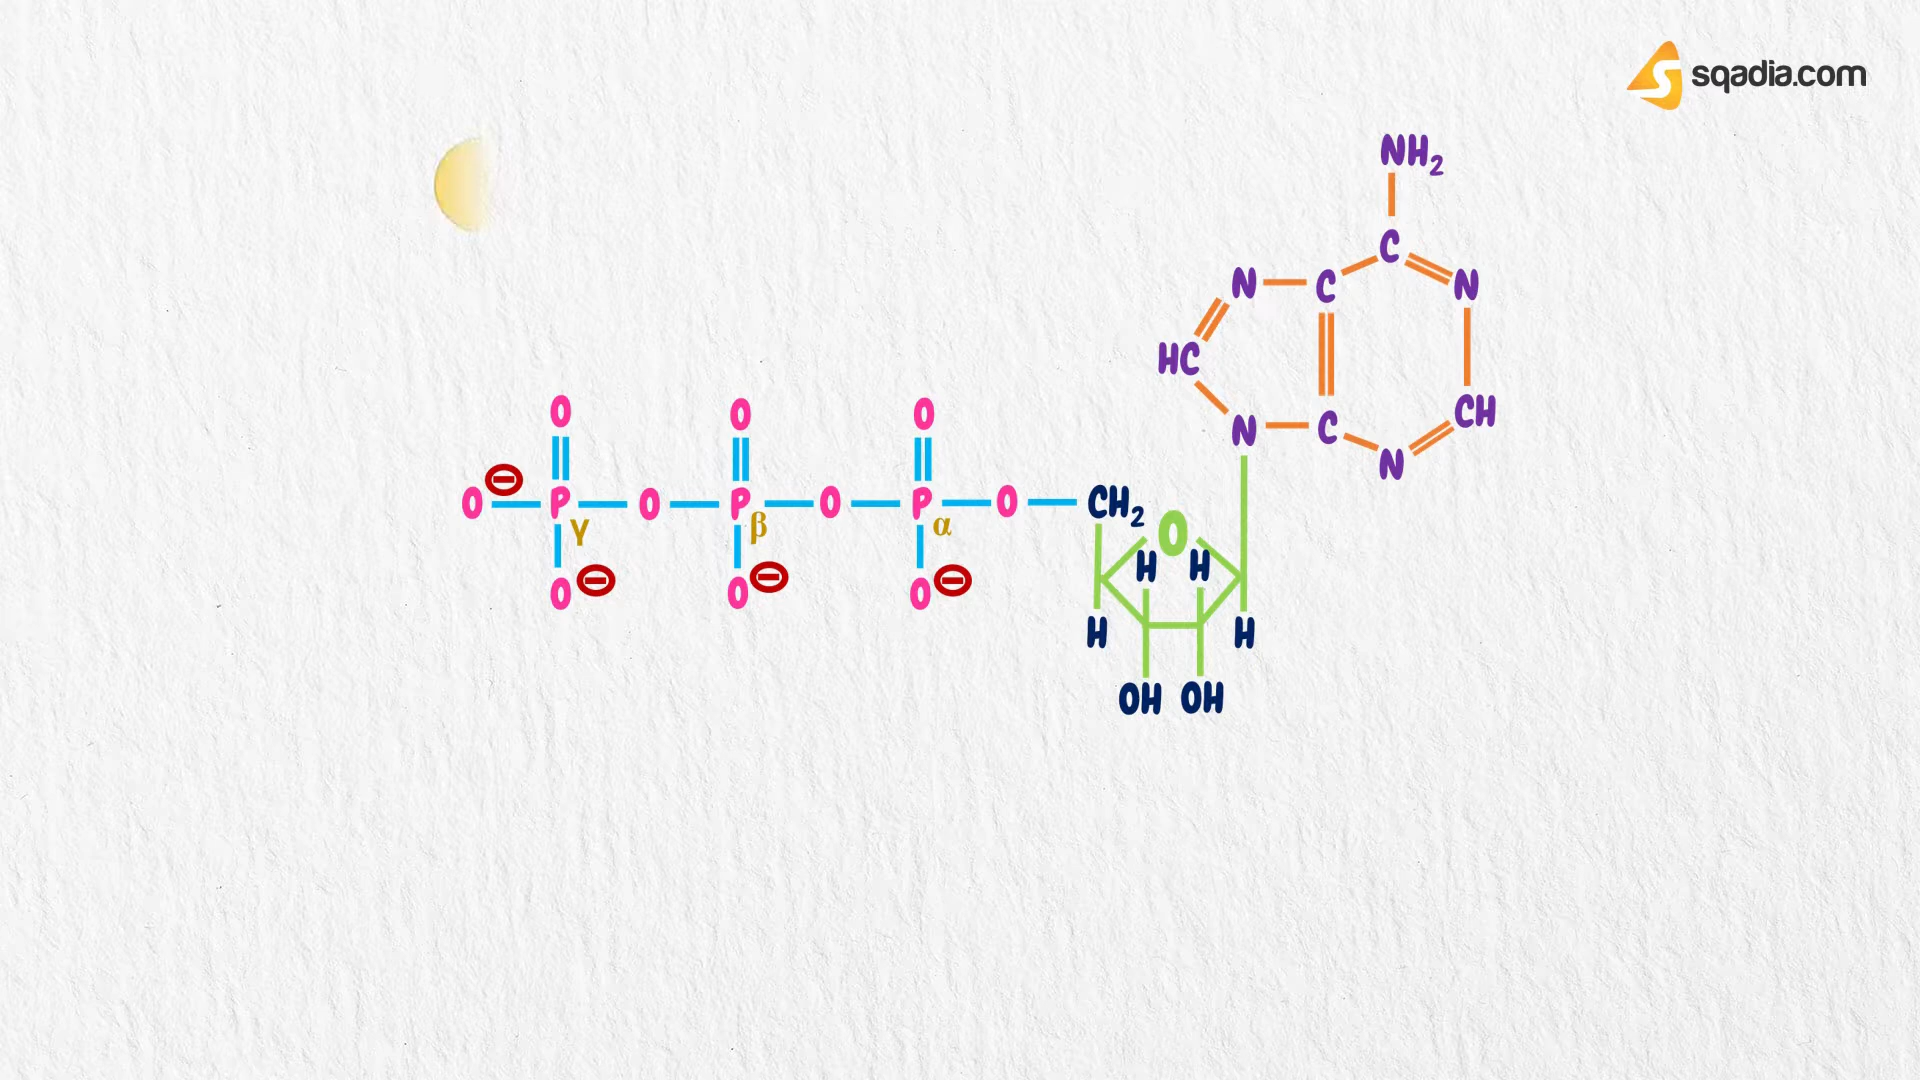 sqadia.com
NH2
C
N C N
HC
O O O
CH
N C
N
O P O P O P O CH2
γ β α
O
H H
O O O
H H
OH OH